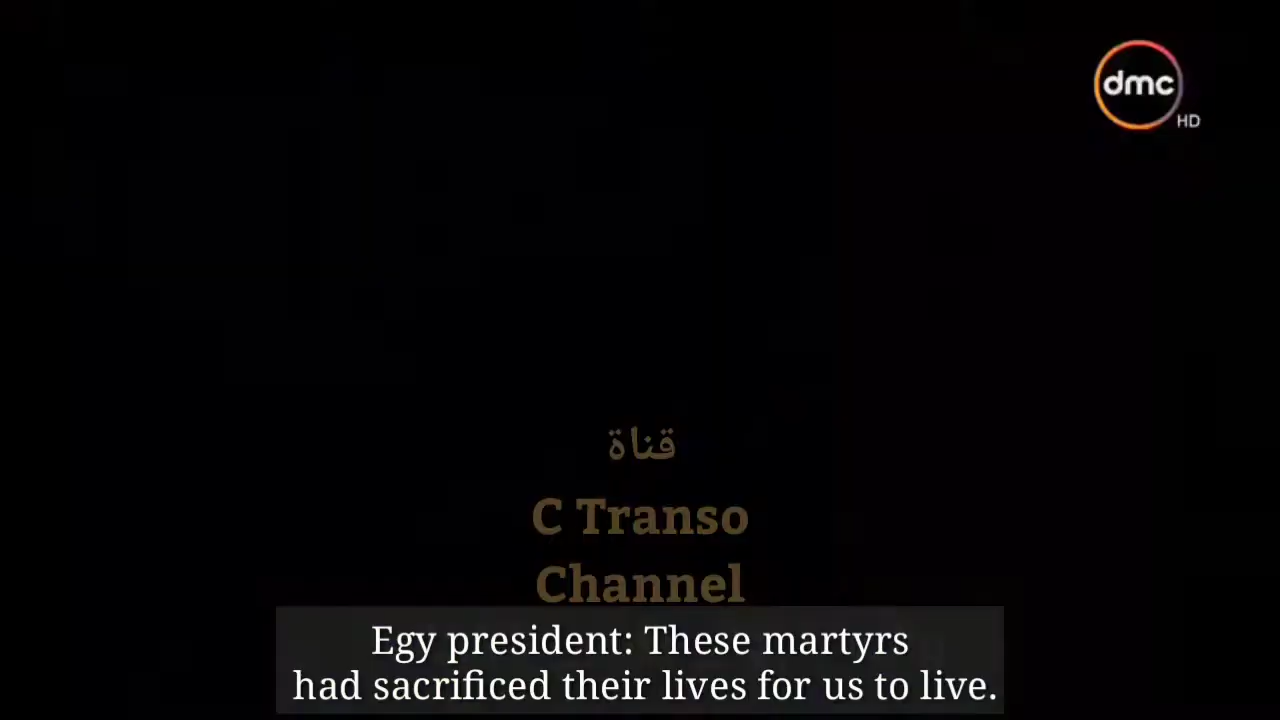 dmc
HD
قناة
C Transo
Channel
Egy president: These martyrs
had sacrificed their lives for us to live.